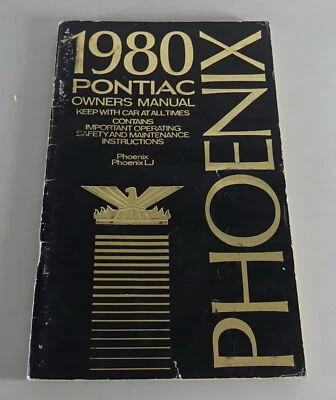 1980
PONTIAC
OWNERS MANUAL
KEEP WITH CAR AT ALL TIMES
CONTAINS
IMPORTANT OPERATING
SAFETY AND MAINTENANCE
INSTRUCTIONS
Phoenix
Phoenix LJ
PHOENIX